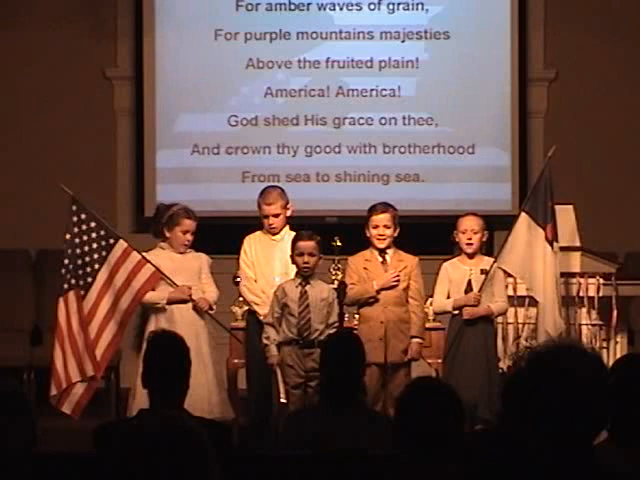 For amber waves of grain,
For purple mountains majesties
Above the fruited plain!
America! America!
God shed His grace on thee,
And crown thy good with brotherhood
From sea to shining sea.